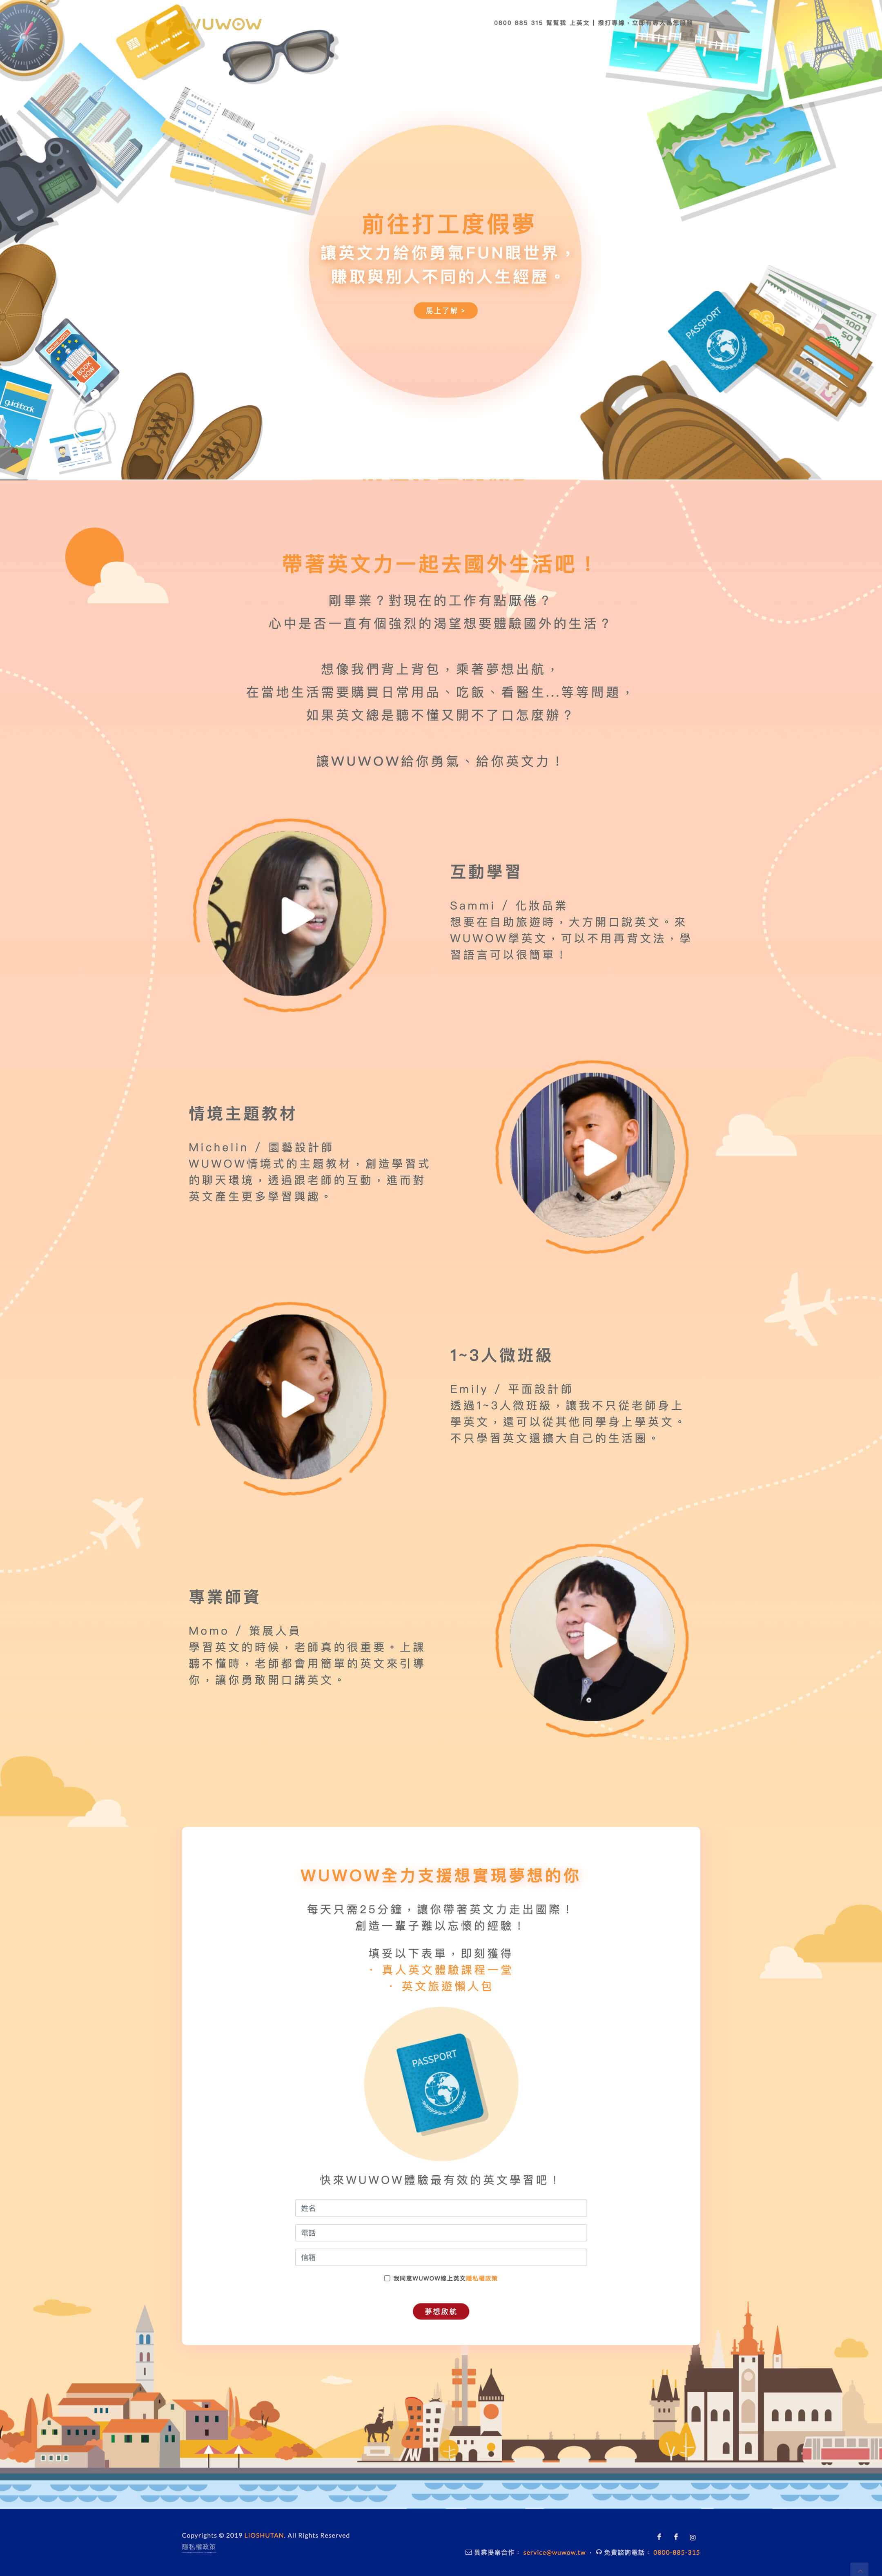 WUWOW
0800 885 315 幫幫我 上英文 | 撥打專線，立即
前往打工度假夢
讓英文力給你勇氣FUN眼世界，
賺取與別人不同的人生經歷。
馬上了解 >
PASSPORT
BOOK NOW
guidebook
帶著英文力一起去國外生活吧！
剛畢業？對現在的工作有點厭倦？
心中是否一直有個強烈的渴望想要體驗國外的生活？
想像我們背上背包，乘著夢想出航，
在當地生活需要購買日常用品、吃飯、看醫生...等等問題，
如果英文總是聽不懂又開不了口怎麼辦？
讓WUWOW給你勇氣、給你英文力！
互動學習
Sammi / 化妝品業
想要在自助旅遊時，大方開口說英文。來
WUWOW學英文，可以不用再背文法，學
習語言可以很簡單！
情境主題教材
Michelin / 園藝設計師
WUWOW情境式的主題教材，創造學習式
的聊天環境，透過跟老師的互動，進而對
英文產生更多學習興趣。
1~3人微班級
Emily / 平面設計師
透過1~3人微班級，讓我不只從老師身上
學英文，還可以從其他同學身上學英文。
不只學習英文還擴大自己的生活圈。
專業師資
Momo / 策展人員
學習英文的時候，老師真的很重要。上課
聽不懂時，老師都會用簡單的英文來引導
你，讓你勇敢開口講英文。
WUWOW全力支援想實現夢想的你
每天只需25分鐘，讓你帶著英文力走出國際！
創造一輩子難以忘懷的經驗！
填妥以下表單，即刻獲得
· 真人英文體驗課程一堂
· 英文旅遊懶人包
PASSPORT
快來WUWOW體驗最有效的英文學習吧！
姓名
電話
信箱
我同意WUWOW線上英文隱私權政策
夢想啟航
Copyrights © 2019 LIOSHUTAN. All Rights Reserved
隱私權政策
異業提案合作： service@wuwow.tw · 免費諮詢電話： 0800-885-315